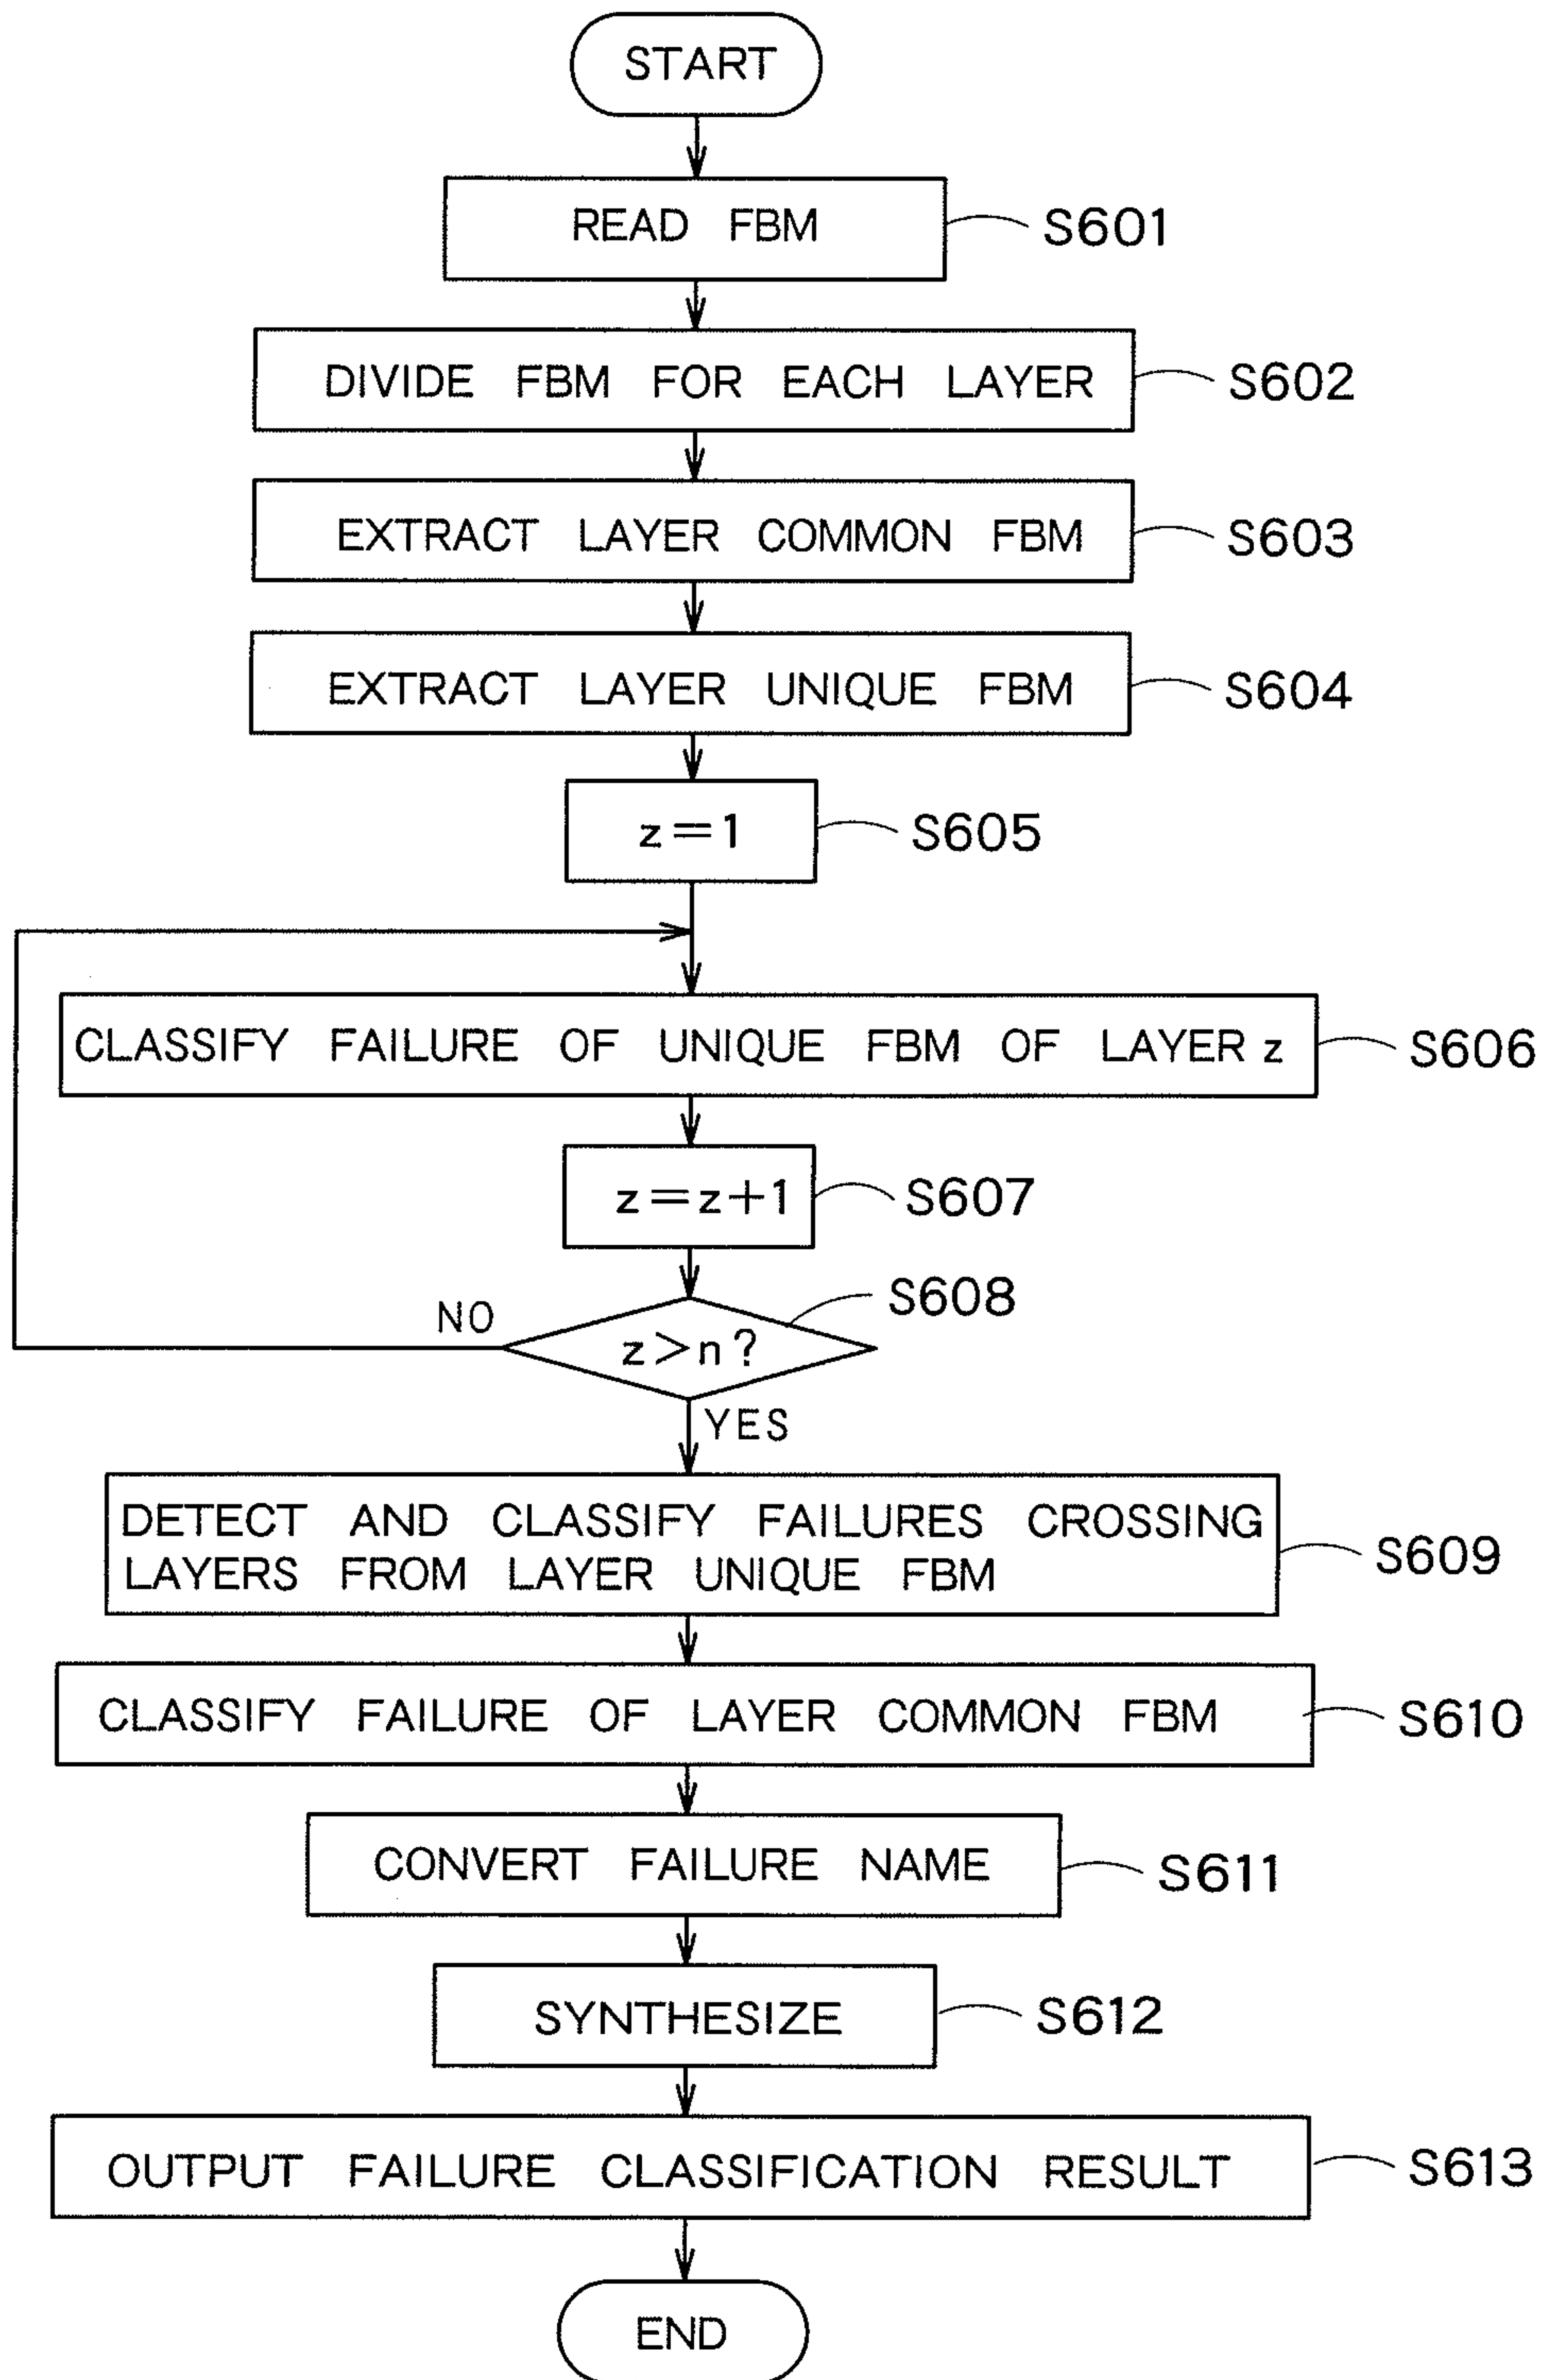 START
READ FBM
S601
DIVIDE FBM FOR EACH LAYER
S602
EXTRACT LAYER COMMON FBM
S603
EXTRACT LAYER UNIQUE FBM
S604
z=1
S605
CLASSIFY FAILURE OF UNIQUE FBM OF LAYER z
S606
z=z+1
S607
S608
NO
z>n?
YES
DETECT AND CLASSIFY FAILURES CROSSING
LAYERS FROM LAYER UNIQUE FBM
S609
CLASSIFY FAILURE OF LAYER COMMON FBM
S610
CONVERT FAILURE NAME
S611
SYNTHESIZE
S612
OUTPUT FAILURE CLASSIFICATION RESULT
S613
END